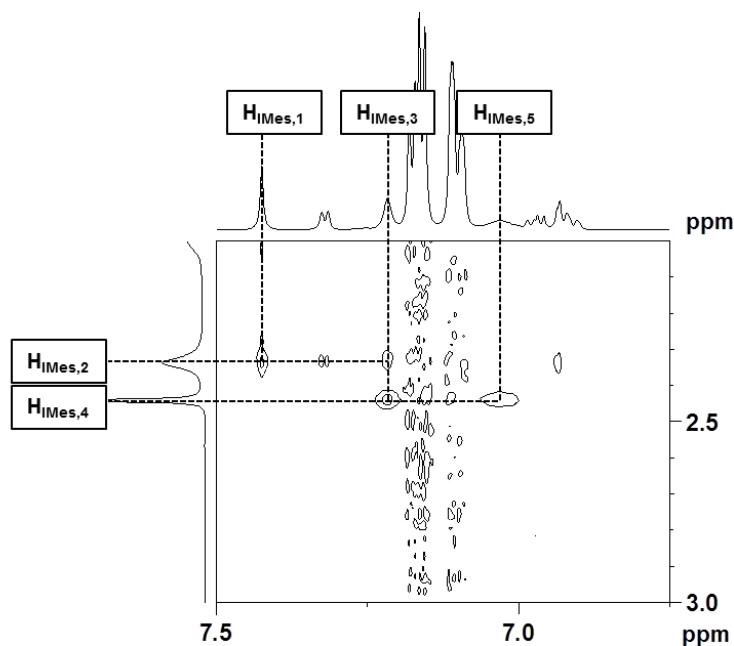 H_IMes,1 H_IMes,3 H_IMes,5
ppm
H_IMes,2
H_IMes,4
2.5
3.0
7.5 7.0 ppm